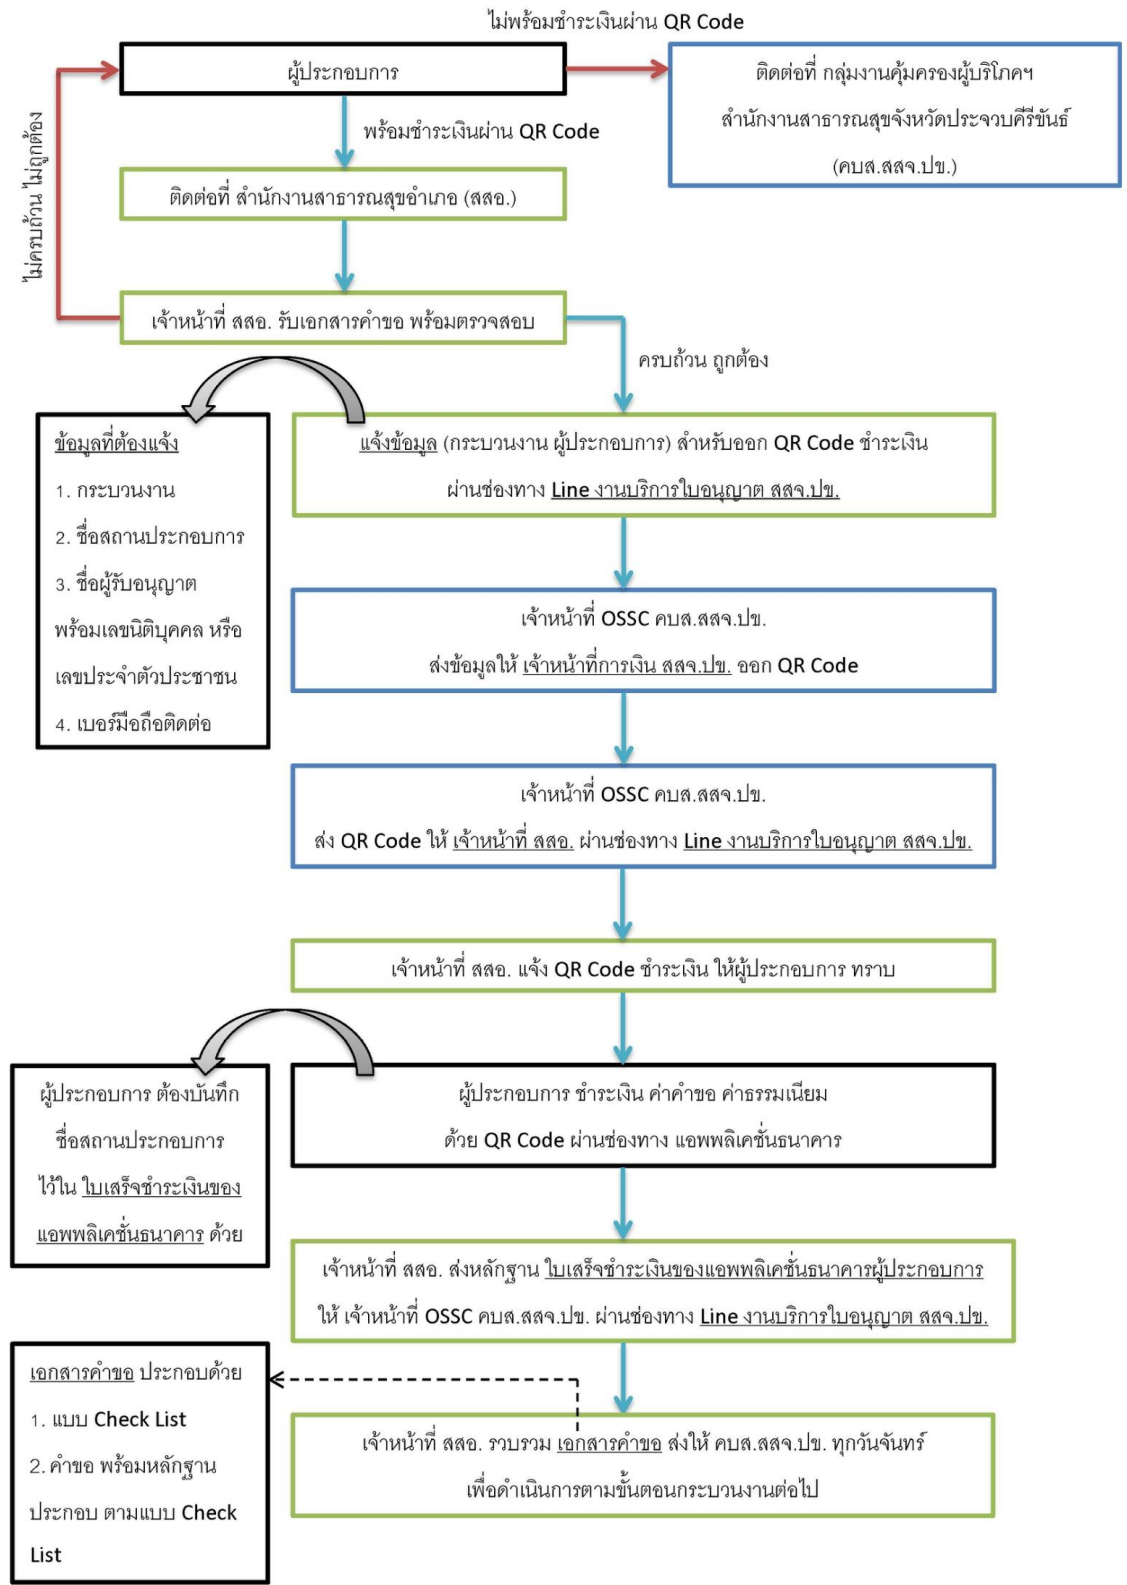 ไม่พร้อมชำระเงินผ่าน QR Code
ผู้ประกอบการ
ติดต่อที่ กลุ่มงานคุ้มครองผู้บริโภคฯ
สำนักงานสาธารณสุขจังหวัดประจวบคีรีขันธ์
(คบส.สสจ.ปข.)
พร้อมชำระเงินผ่าน QR Code
ไม่ครบถ้วน ไม่ถูกต้อง
ติดต่อที่ สำนักงานสาธารณสุขอำเภอ (สสอ.)
เจ้าหน้าที่ สสอ. รับเอกสารคำขอ พร้อมตรวจสอบ
ครบถ้วน ถูกต้อง
ข้อมูลที่ต้องแจ้ง
1. กระบวนงาน
2. ชื่อสถานประกอบการ
3. ชื่อผู้รับอนุญาต
พร้อมเลขนิติบุคคล หรือ
เลขประจำตัวประชาชน
4. เบอร์มือถือติดต่อ
แจ้งข้อมูล (กระบวนงาน ผู้ประกอบการ) สำหรับออก QR Code ชำระเงิน
ผ่านช่องทาง Line งานบริการใบอนุญาต สสจ.ปข.
เจ้าหน้าที่ OSSC คบส.สสจ.ปข.
ส่งข้อมูลให้ เจ้าหน้าที่การเงิน สสจ.ปข. ออก QR Code
เจ้าหน้าที่ OSSC คบส.สสจ.ปข.
ส่ง QR Code ให้ เจ้าหน้าที่ สสอ. ผ่านช่องทาง Line งานบริการใบอนุญาต สสจ.ปข.
เจ้าหน้าที่ สสอ. แจ้ง QR Code ชำระเงิน ให้ผู้ประกอบการ ทราบ
ผู้ประกอบการ ต้องบันทึก
ชื่อสถานประกอบการ
ไว้ใน ใบเสร็จชำระเงินของ
แอพพลิเคชั่นธนาคาร ด้วย
ผู้ประกอบการ ชำระเงิน ค่าคำขอ ค่าธรรมเนียม
ด้วย QR Code ผ่านช่องทาง แอพพลิเคชั่นธนาคาร
เจ้าหน้าที่ สสอ. ส่งหลักฐาน ใบเสร็จชำระเงินของแอพพลิเคชั่นธนาคารผู้ประกอบการ
ให้ เจ้าหน้าที่ OSSC คบส.สสจ.ปข. ผ่านช่องทาง Line งานบริการใบอนุญาต สสจ.ปข.
เอกสารคำขอ ประกอบด้วย
1. แบบ Check List
2. คำขอ พร้อมหลักฐาน
ประกอบ ตามแบบ Check
List
เจ้าหน้าที่ สสอ. รวบรวม เอกสารคำขอ ส่งให้ คบส.สสจ.ปข. ทุกวันจันทร์
เพื่อดำเนินการตามขั้นตอนกระบวนงานต่อไป